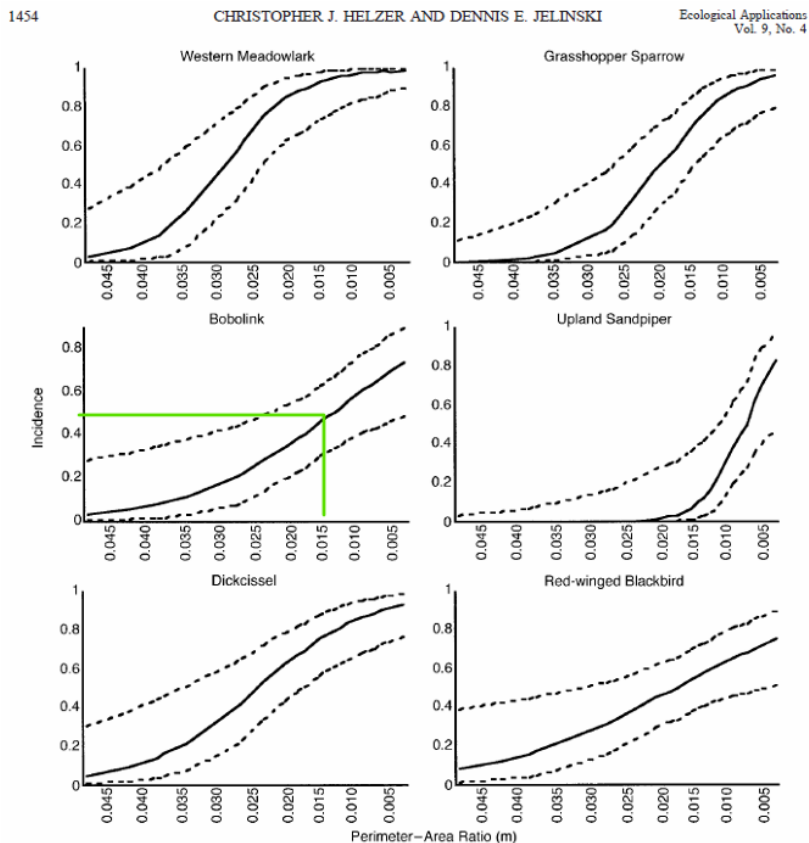 1454 CHRISTOPHER J. HELZER AND DENNIS E. JELINSKI Ecological Applications
Vol. 9, No. 4
Western Meadowlark
1
0.8
0.6
0.4
0.2
0
0.045 0.040 0.035 0.030 0.025 0.020 0.015 0.010 0.005
Grasshopper Sparrow
1
0.8
0.6
0.4
0.2
0
0.045 0.040 0.035 0.030 0.025 0.020 0.015 0.010 0.005
Bobolink
0.8
0.6
0.4
0.2
0
0.045 0.040 0.035 0.030 0.025 0.020 0.015 0.010 0.005
Upland Sandpiper
1
0.8
0.6
0.4
0.2
0
0.045 0.040 0.035 0.030 0.025 0.020 0.015 0.010 0.005
Incidence
Dickcissel
1
0.8
0.6
0.4
0.2
0
0.045 0.040 0.035 0.030 0.025 0.020 0.015 0.010 0.005
Red-winged Blackbird
1
0.8
0.6
0.4
0.2
0
0.045 0.040 0.035 0.030 0.025 0.020 0.015 0.010 0.005
Perimeter–Area Ratio (m)